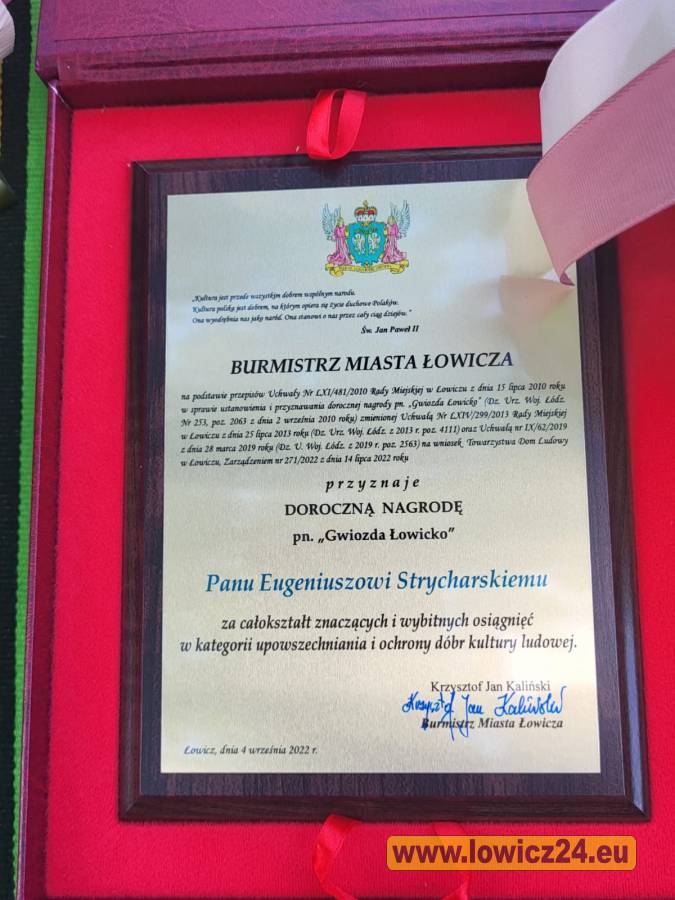 „Kultura jest przede wszystkim dobrem wspólnym narodu.
Kultura polska jest dobrem, na którym opiera się życie duchowe Polaków.
Ona wyodrębnia nas jako naród. Ona stanowi o nas przez cały ciąg dziejów."
Św. Jan Paweł II
BURMISTRZ MIASTA ŁOWICZA
na podstawie przepisów Uchwały Nr LXI/481/2010 Rady Miejskiej w Łowiczu z dnia 15 lipca 2010 roku
w sprawie ustanowienia i przyznawania dorocznej nagrody pn. „Gwiozda Łowicko" (Dz. Urz. Woj. Łódz.
Nr 253, poz. 2063 z dnia 2 września 2010 roku) zmienionej Uchwałą Nr LXIV/299/2013 Rady Miejskiej
w Łowiczu z dnia 25 lipca 2013 roku (Dz. Urz. Woj. Łódz. z 2013 r. poz. 4111) oraz Uchwałą nr IX/62/2019
z dnia 28 marca 2019 roku (Dz. U. Woj. Łódz. z 2019 r. poz. 2563) na wniosek Towarzystwa Dom Ludowy
w Łowiczu, Zarządzeniem nr 271/2022 z dnia 14 lipca 2022 roku
przyznaje
DOROCZNĄ NAGRODĘ
pn. „Gwiozda Łowicko"
Panu Eugeniuszowi Strycharskiemu
za całokształt znaczących i wybitnych osiągnięć
w kategorii upowszechniania i ochrony dóbr kultury ludowej.
Krzysztof Jan Kaliński
Krzysztof Jan Kaliński
Burmistrz Miasta Łowicza
Łowicz, dnia 4 września 2022 r.
www.lowicz24.eu